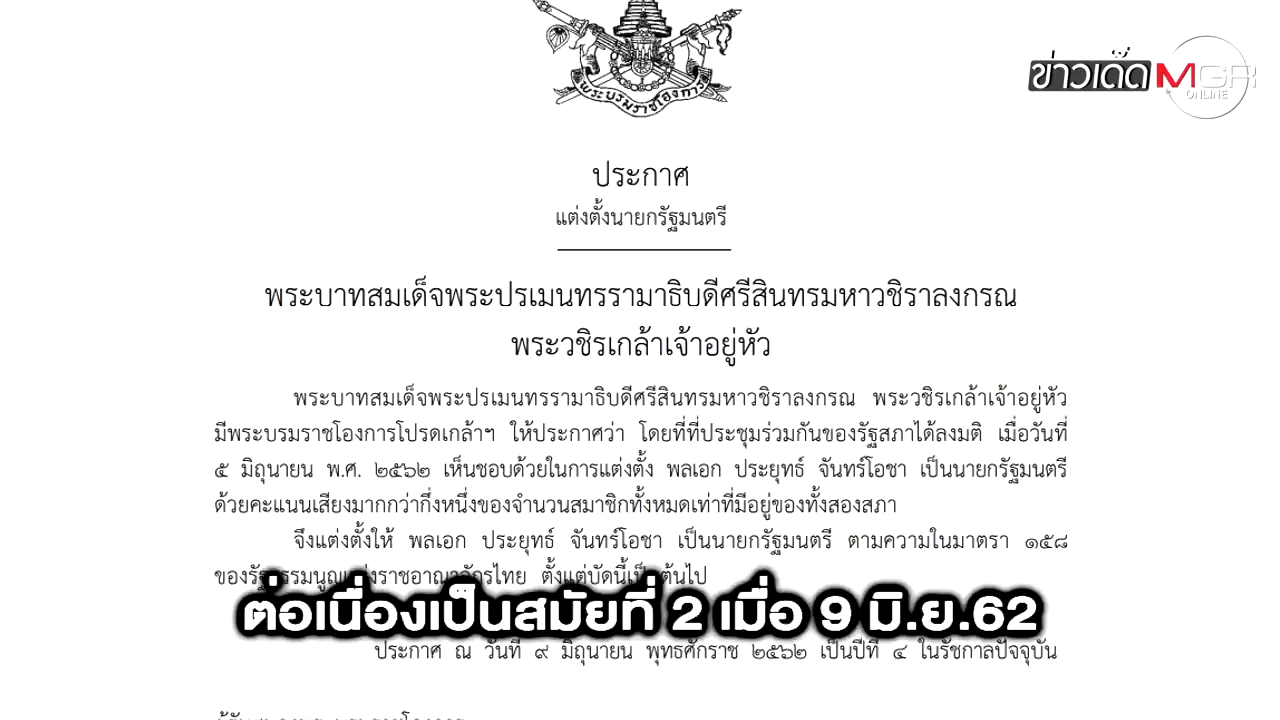 พระบรมราชโองการ
ข่าวเด็ด MGR
ONLINE
ประกาศ
แต่งตั้งนายกรัฐมนตรี
พระบาทสมเด็จพระปรเมนทรรามาธิบดีศรีสินทรมหาวชิราลงกรณ
พระวชิรเกล้าเจ้าอยู่หัว
พระบาทสมเด็จพระปรเมนทรรามาธิบดีศรีสินทรมหาวชิราลงกรณ พระวชิรเกล้าเจ้าอยู่หัว
มีพระบรมราชโองการโปรดเกล้าฯ ให้ประกาศว่า โดยที่ที่ประชุมร่วมกันของรัฐสภาได้ลงมติ เมื่อวันที่
๕ มิถุนายน พ.ศ. ๒๕๖๒ เห็นชอบด้วยในการแต่งตั้ง พลเอก ประยุทธ์ จันทร์โอชา เป็นนายกรัฐมนตรี
ด้วยคะแนนเสียงมากกว่ากึ่งหนึ่งของจำนวนสมาชิกทั้งหมดเท่าที่มีอยู่ของทั้งสองสภา
จึงแต่งตั้งให้ พลเอก ประยุทธ์ จันทร์โอชา เป็นนายกรัฐมนตรี ตามความในมาตรา ๑๕๘
ของรัฐธรรมนูญแห่งราชอาณาจักรไทย ตั้งแต่บัดนี้เป็นต้นไป
ต่อเนื่องเป็นสมัยที่ 2 เมื่อ 9 มิ.ย.62
ประกาศ ณ วันที่ ๙ มิถุนายน พุทธศักราช ๒๕๖๒ เป็นปีที่ ๔ ในรัชกาลปัจจุบัน